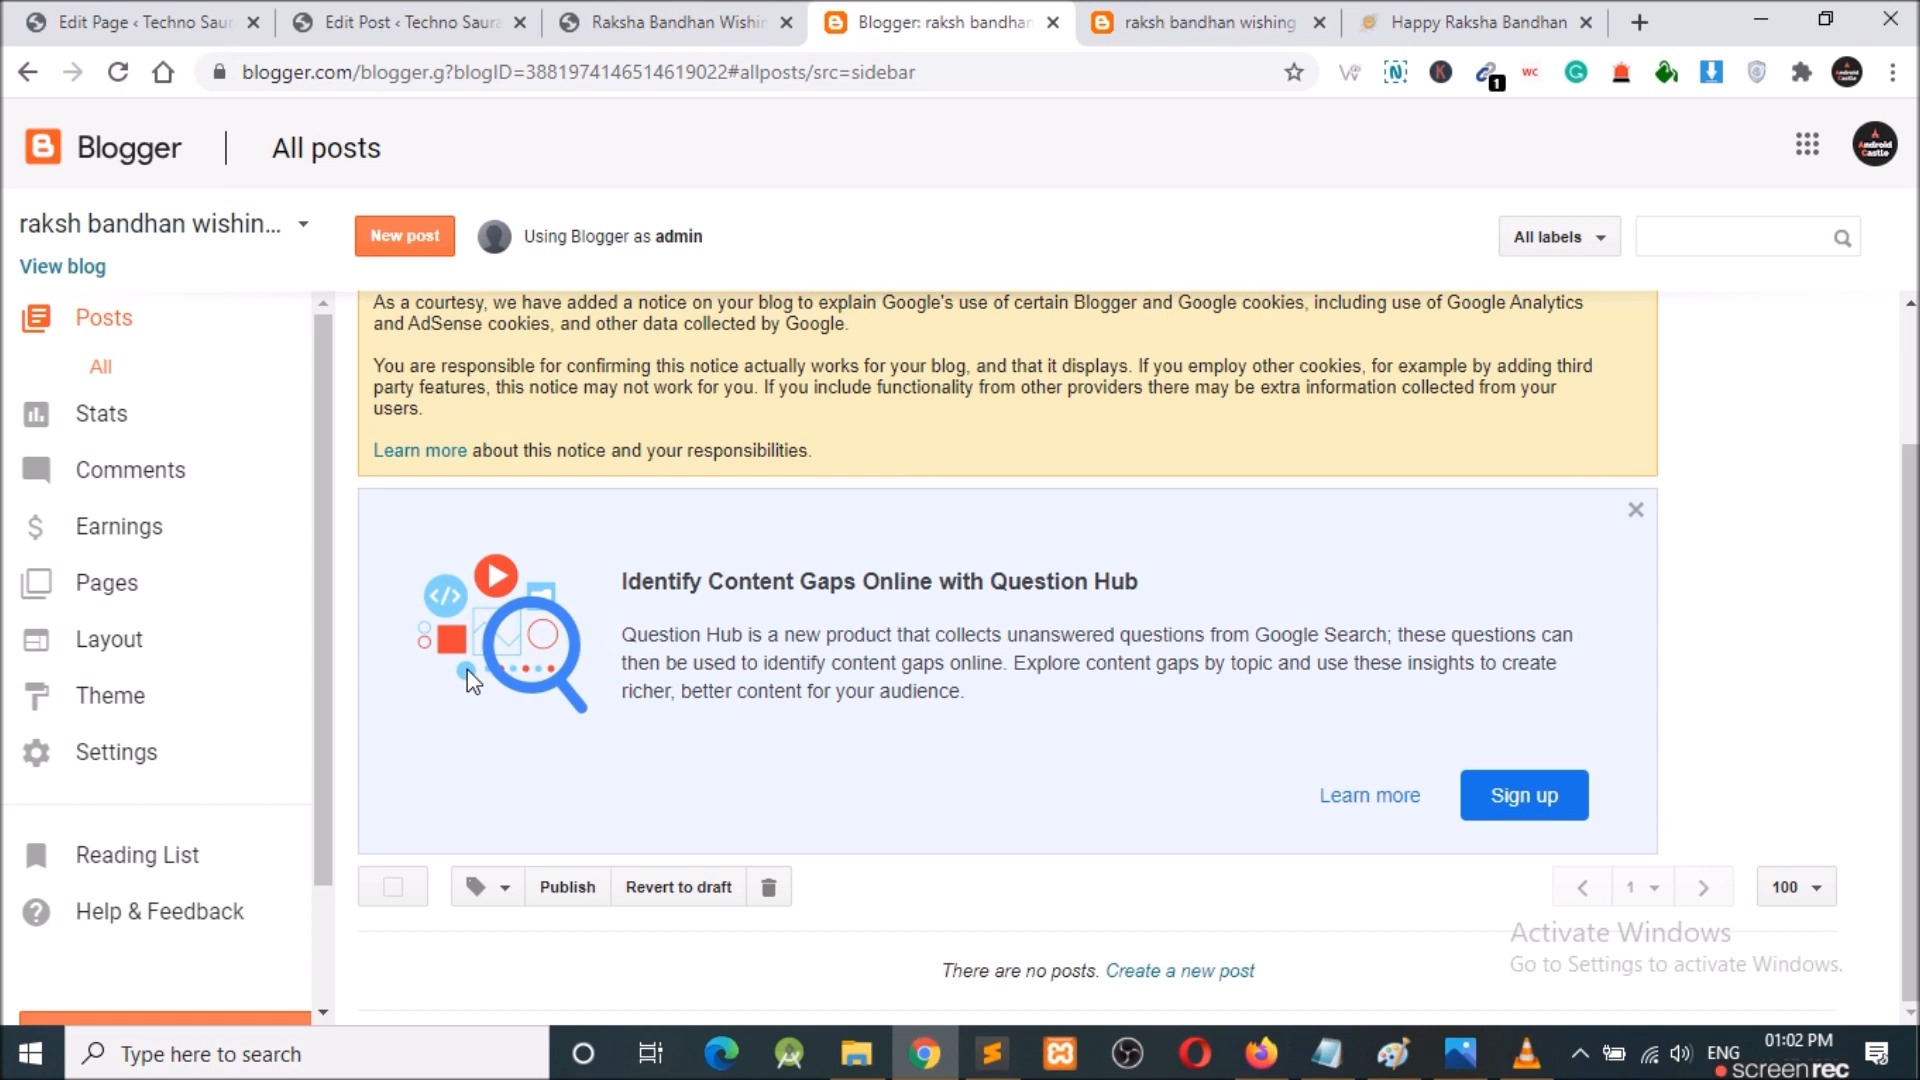 Edit Page ‹ Techno Saur
Edit Post ‹ Techno Saura
Raksha Bandhan Wishin
Blogger: raksh bandhan
raksh bandhan wishing
Happy Raksha Bandhan
blogger.com/blogger.g?blogID=3881974146514619022#allposts/src=sidebar
1
WC
Blogger
All posts
Android Castle
raksh bandhan wishin...
New post
Using Blogger as admin
All labels
View blog
Posts
All
Stats
Comments
Earnings
Pages
Layout
Theme
Settings
Reading List
Help & Feedback
As a courtesy, we have added a notice on your blog to explain Google's use of certain Blogger and Google cookies, including use of Google Analytics
and AdSense cookies, and other data collected by Google.
You are responsible for confirming this notice actually works for your blog, and that it displays. If you employ other cookies, for example by adding third
party features, this notice may not work for you. If you include functionality from other providers there may be extra information collected from your
users.
Learn more about this notice and your responsibilities.
Identify Content Gaps Online with Question Hub
Question Hub is a new product that collects unanswered questions from Google Search; these questions can
then be used to identify content gaps online. Explore content gaps by topic and use these insights to create
richer, better content for your audience.
Learn more
Sign up
Publish
Revert to draft
1
100
Activate Windows
Go to Settings to activate Windows.
There are no posts. Create a new post
Type here to search
ENG
01:02 PM
screenrec